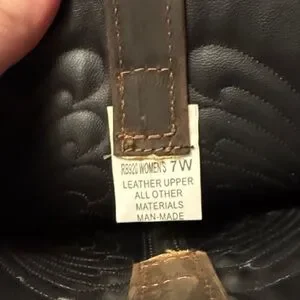 RB920 WOMEN'S 7W
LEATHER UPPER
ALL OTHER
MATERIALS
MAN-MADE